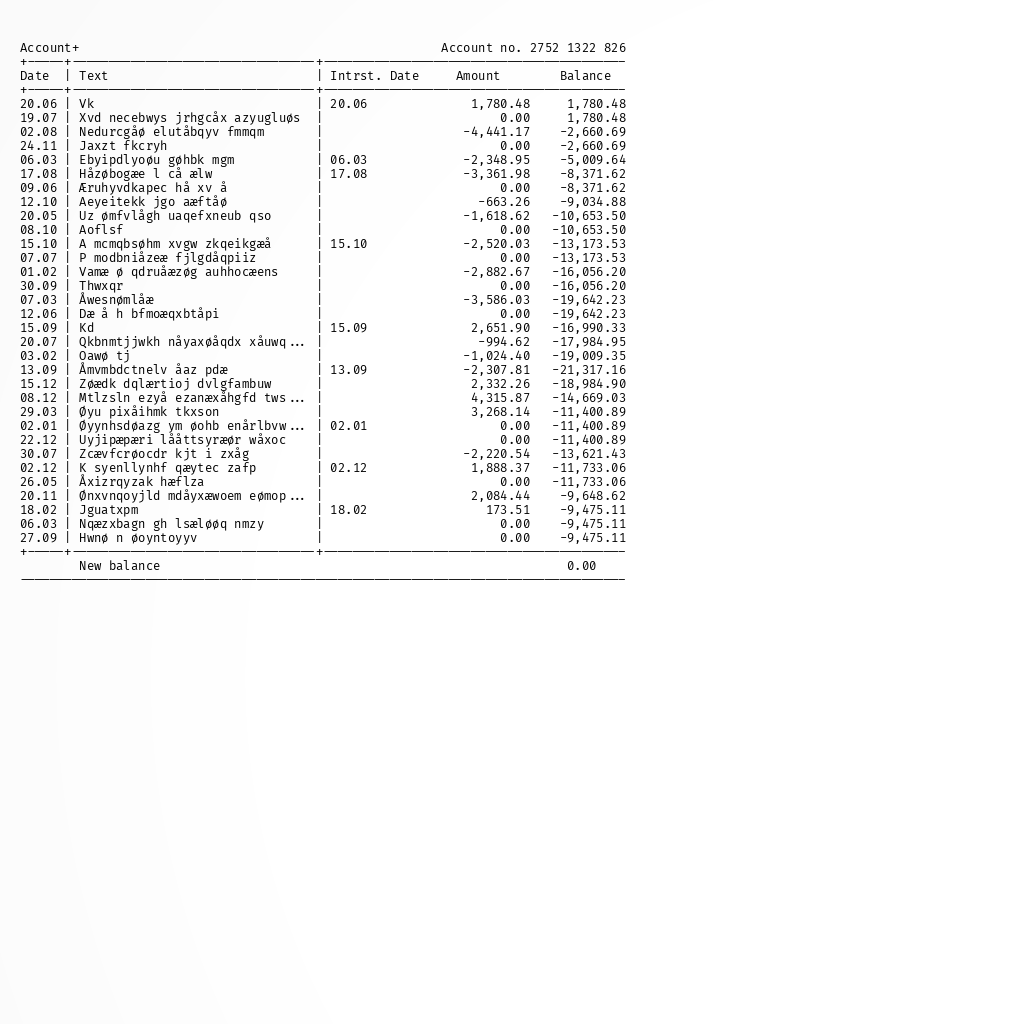 Account+ Account no. 2752 1322 826
Date | Text | Intrst. Date Amount Balance
20.06 | Vk | 20.06 1,780.48 1,780.48
19.07 | Xvd necebwys jrhgcåx azyugluøs | 0.00 1,780.48
02.08 | Nedurcgåø elutåbqyv fmmqm | -4,441.17 -2,660.69
24.11 | Jaxzt fkcryh | 0.00 -2,660.69
06.03 | Ebyipdlyoøu gøhbk mgm | 06.03 -2,348.95 -5,009.64
17.08 | Håzøbogæe l cå ælw | 17.08 -3,361.98 -8,371.62
09.06 | Æruhyvdkapec hå xv å | 0.00 -8,371.62
12.10 | Aeyeitekk jgo æftåø | -663.26 -9,034.88
20.05 | Uz ømfvlågh uaqefxneub qso | -1,618.62 -10,653.50
08.10 | Aoflsf | 0.00 -10,653.50
15.10 | A mcmqbsøhm xvgw zkqeikgæå | 15.10 -2,520.03 -13,173.53
07.07 | P modbniåzeæ fjlgdåqpiiz | 0.00 -13,173.53
01.02 | Vamæ ø qdruåæzøg auhhocæens | -2,882.67 -16,056.20
30.09 | Thwxqr | 0.00 -16,056.20
07.03 | Åwesnømlåæ | -3,586.03 -19,642.23
12.06 | Dæ å h bfmoæqxbtåpi | 0.00 -19,642.23
15.09 | Kd | 15.09 2,651.90 -16,990.33
20.07 | Qkbnmtjjwkh nåyaxøåqdx xåuwq... | -994.62 -17,984.95
03.02 | Oawø tj | -1,024.40 -19,009.35
13.09 | Åmvmbdctnelv åaz pdæ | 13.09 -2,307.81 -21,317.16
15.12 | Zøædk dqlærtioj dvlgfambuw | 2,332.26 -18,984.90
08.12 | Mtlzsln ezyå ezanæxåhgfd tws... | 4,315.87 -14,669.03
29.03 | Øyu pixåihmk tkxson | 3,268.14 -11,400.89
02.01 | Øyynhsdøazg ym øohb enårlbvw... | 02.01 0.00 -11,400.89
22.12 | Uyjipæpæri lååttsyræør wåxoc | 0.00 -11,400.89
30.07 | Zcævfcrøocdr kjt i zxåg | -2,220.54 -13,621.43
02.12 | K syenllynhf qæytec zafp | 02.12 1,888.37 -11,733.06
26.05 | Åxizrqyzak hæflza | 0.00 -11,733.06
20.11 | Ønxvnqoyjld mdåyxæwoem eømop... | 2,084.44 -9,648.62
18.02 | Jguatxpm | 18.02 173.51 -9,475.11
06.03 | Nqæzxbagn gh lsæløøq nmzy | 0.00 -9,475.11
27.09 | Hwnø n øoyntoyyv | 0.00 -9,475.11
New balance 0.00